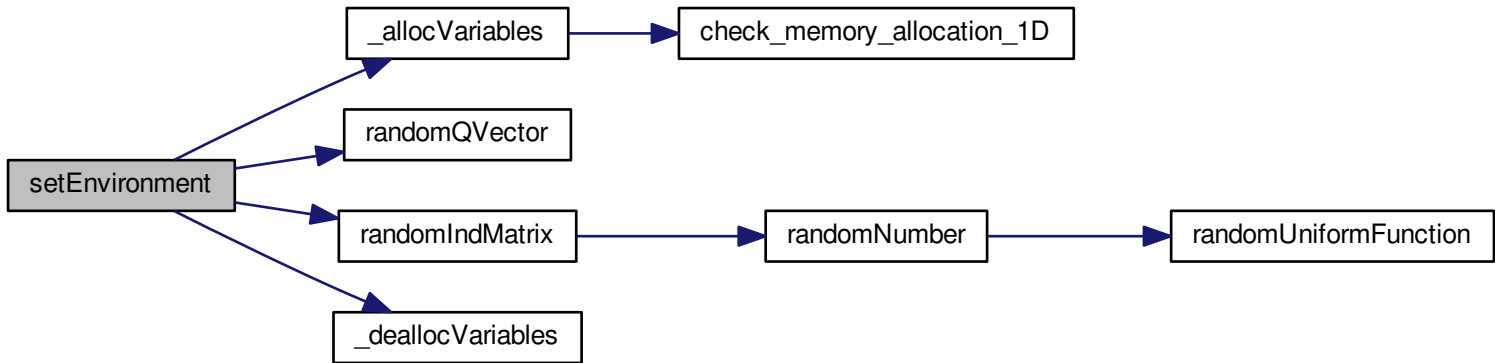 _allocVariables
check_memory_allocation_1D
randomQVector
setEnvironment
randomIndMatrix
randomNumber
randomUniformFunction
_deallocVariables